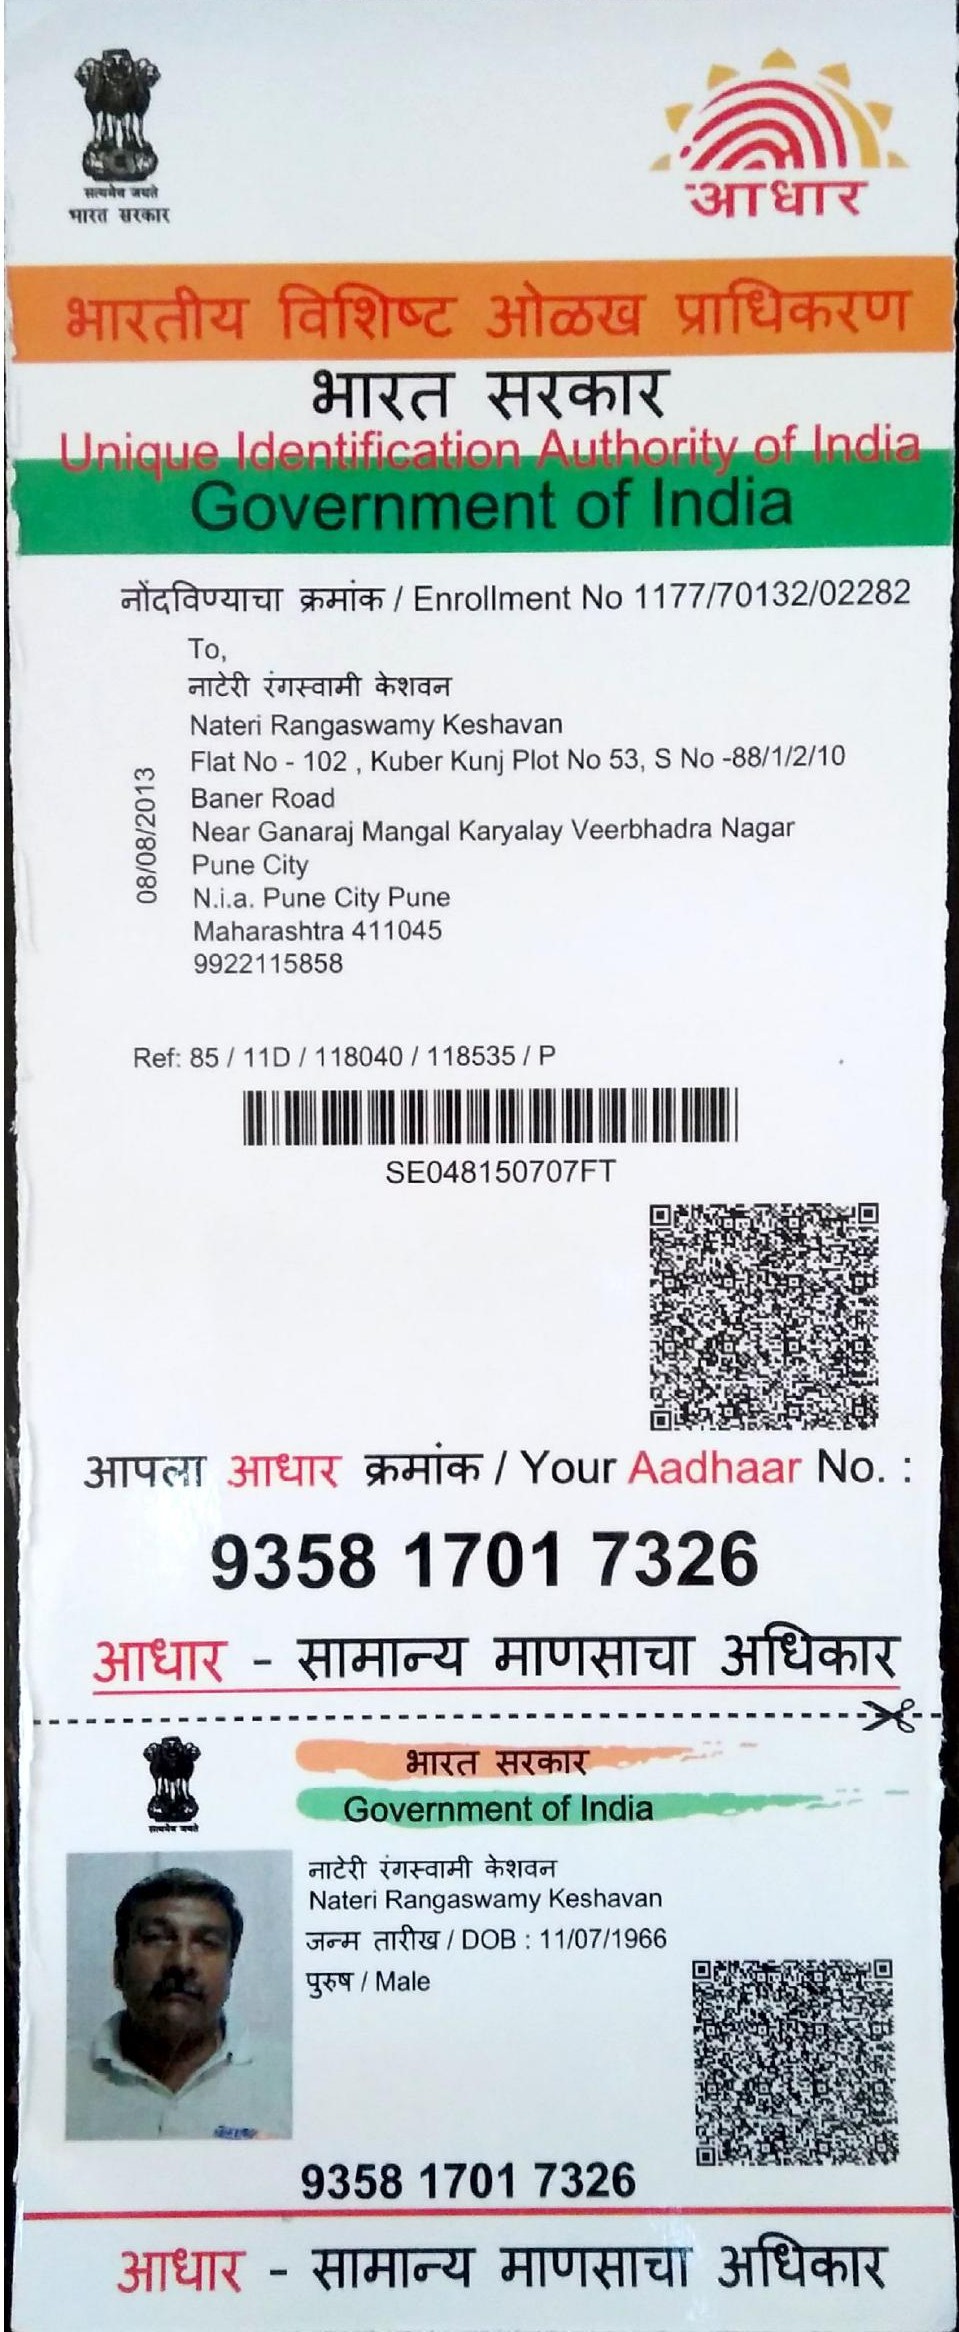 सत्यमेव जयते
भारत सरकार
आधार
भारतीय विशिष्ट ओळख प्राधिकरण
भारत सरकार
Unique Identification Authority of India
Government of India
नोंदविण्याचा क्रमांक / Enrollment No 1177/70132/02282
To,
नाटेरी रंगस्वामी केशवन
Nateri Rangaswamy Keshavan
Flat No - 102 , Kuber Kunj Plot No 53, S No -88/1/2/10
Baner Road
Near Ganaraj Mangal Karyalay Veerbhadra Nagar
Pune City
N.i.a. Pune City Pune
Maharashtra 411045
9922115858
08/08/2013
Ref: 85 / 11D / 118040 / 118535 / P
SE048150707FT
आपला आधार क्रमांक / Your Aadhaar No. :
9358 1701 7326
आधार - सामान्य माणसाचा अधिकार
सत्यमेव जयते
भारत सरकार
Government of India
नाटेरी रंगस्वामी केशवन
Nateri Rangaswamy Keshavan
जन्म तारीख / DOB : 11/07/1966
पुरुष / Male
9358 1701 7326
आधार - सामान्य माणसाचा अधिकार